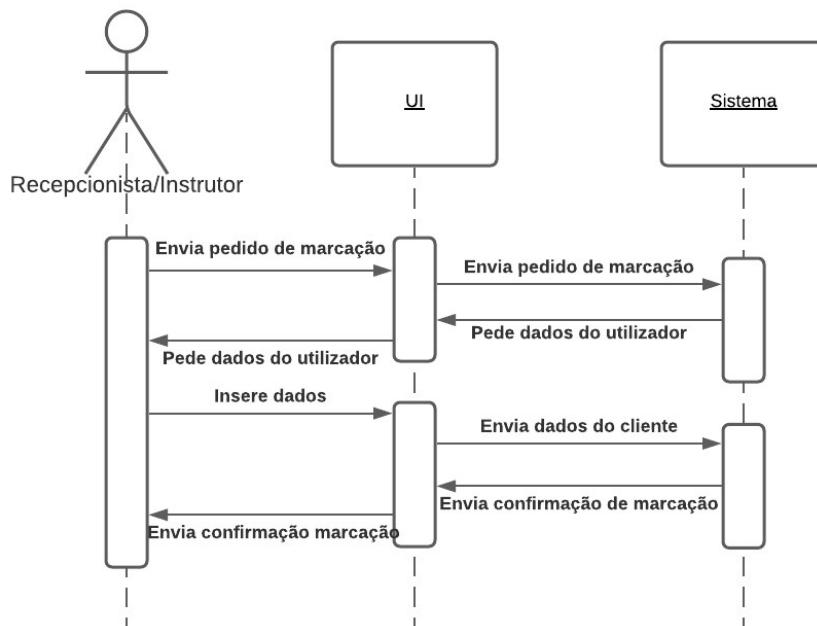 UI
Sistema
Recepcionista/Instrutor
Envia pedido de marcação
Envia pedido de marcação
Pede dados do utilizador
Pede dados do utilizador
Insere dados
Envia dados do cliente
Envia confirmação de marcação
Envia confirmação marcação